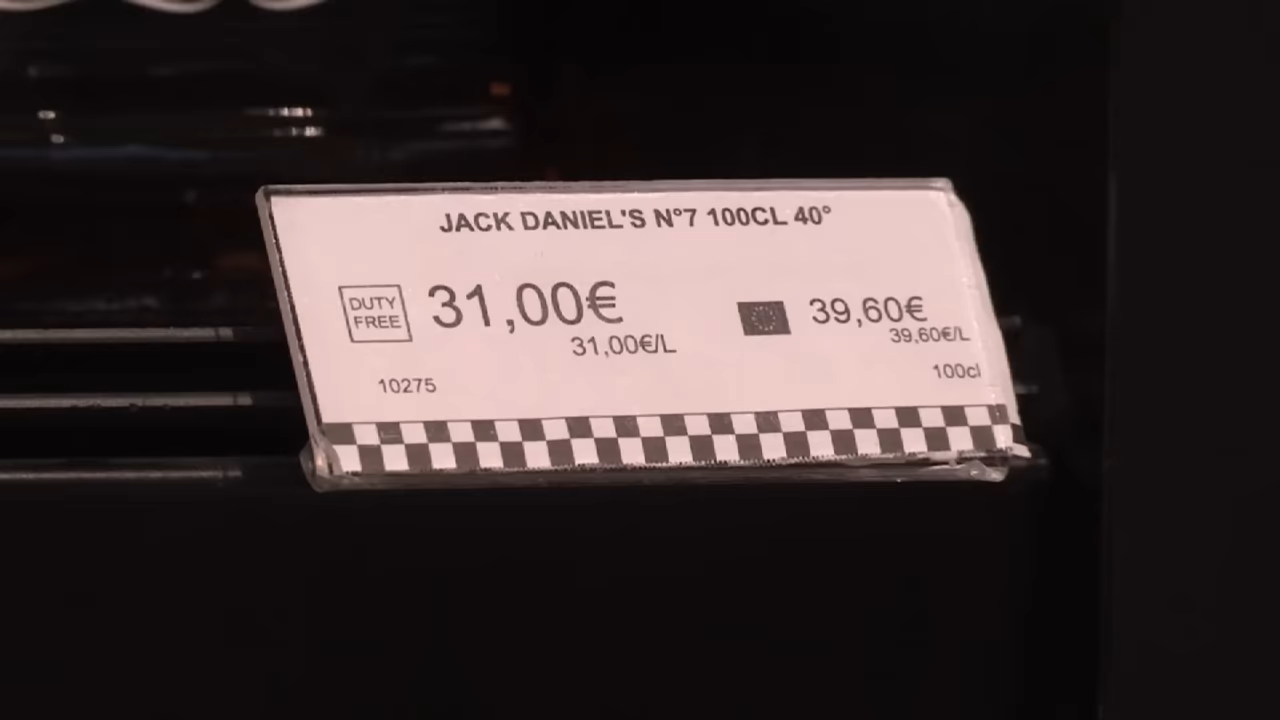 JACK DANIEL'S N°7 100CL 40°
DUTY
FREE
31,00€
31,00€/L
39,60€
39,60€/L
10275
100cl